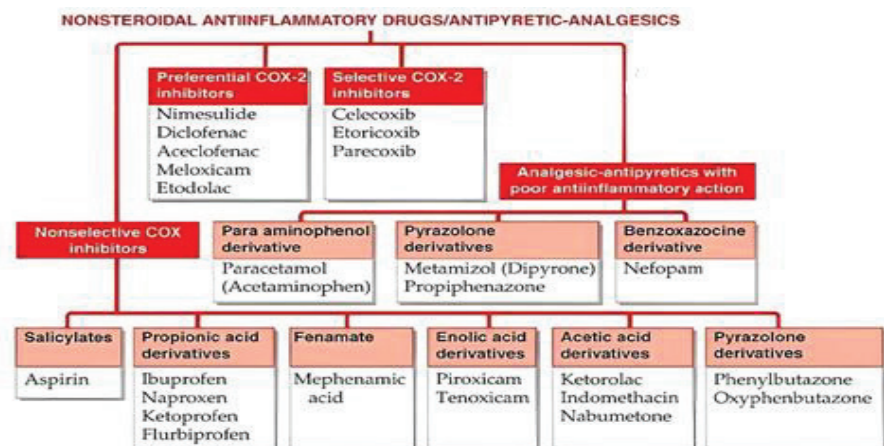 NONSTEROIDAL ANTIINFLAMMATORY DRUGS/ANTIPYRETIC-ANALGESICS
Preferential COX-2
inhibitors
Nimesulide
Diclofenac
Aceclofenac
Meloxicam
Etodolac
Selective COX-2
inhibitors
Celecoxib
Etoricoxib
Parecoxib
Analgesic-antipyretics with
poor antiinflammatory action
Nonselective COX
inhibitors
Para aminophenol
derivative
Paracetamol
(Acetaminophen)
Pyrazolone
derivatives
Metamizol (Dipyrone)
Propiphenazone
Benzoxazocine
derivative
Nefopam
Salicylates
Aspirin
Propionic acid
derivatives
Ibuprofen
Naproxen
Ketoprofen
Flurbiprofen
Fenamate
Mephenamic
acid
Enolic acid
derivatives
Piroxicam
Tenoxicam
Acetic acid
derivatives
Ketorolac
Indomethacin
Nabumetone
Pyrazolone
derivatives
Phenylbutazone
Oxyphenbutazone